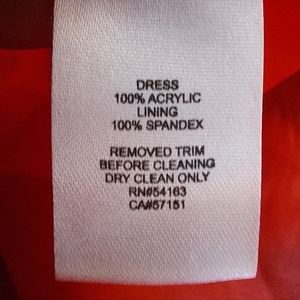 DRESS
100% ACRYLIC
LINING
100% SPANDEX
REMOVED TRIM
BEFORE CLEANING
DRY CLEAN ONLY
RN#54163
CA#57151